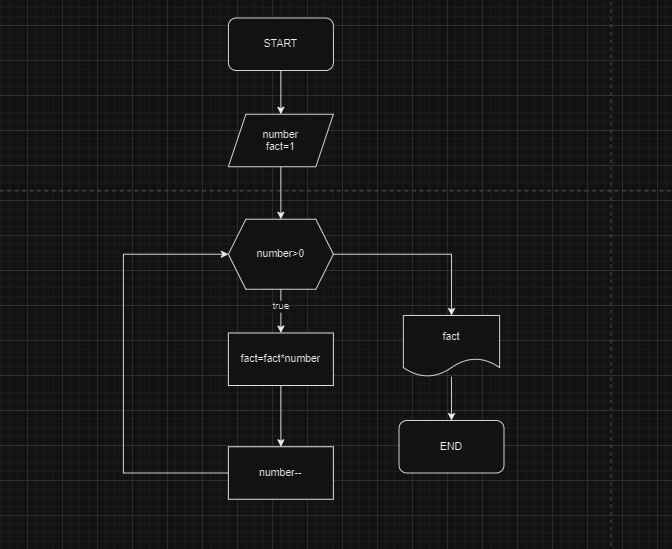 START
number
fact=1
number>0
true
fact=fact*number
number--
fact
END